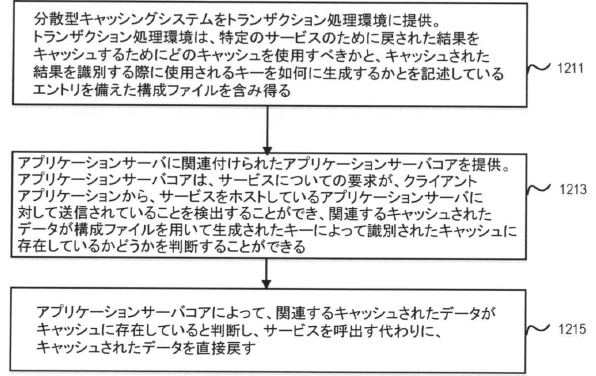 分散型キャッシングシステムをトランザクション処理環境に提供。
トランザクション処理環境は、特定のサービスのために戻された結果を
キャッシュするためにどのキャッシュを使用すべきかと、キャッシュされた
結果を識別する際に使用されるキーを如何に生成するかとを記述している
エントリを備えた構成ファイルを含み得る
1211
アプリケーションサーバに関連付けられたアプリケーションサーバコアを提供。
アプリケーションサーバコアは、サービスについての要求が、クライアント
アプリケーションから、サービスをホストしているアプリケーションサーバに
対して送信されていることを検出することができ、関連するキャッシュされた
データが構成ファイルを用いて生成されたキーによって識別されたキャッシュに
存在しているかどうかを判断することができる
1213
アプリケーションサーバコアによって、関連するキャッシュされたデータが
キャッシュに存在していると判断し、サービスを呼出す代わりに、
キャッシュされたデータを直接戻す
1215